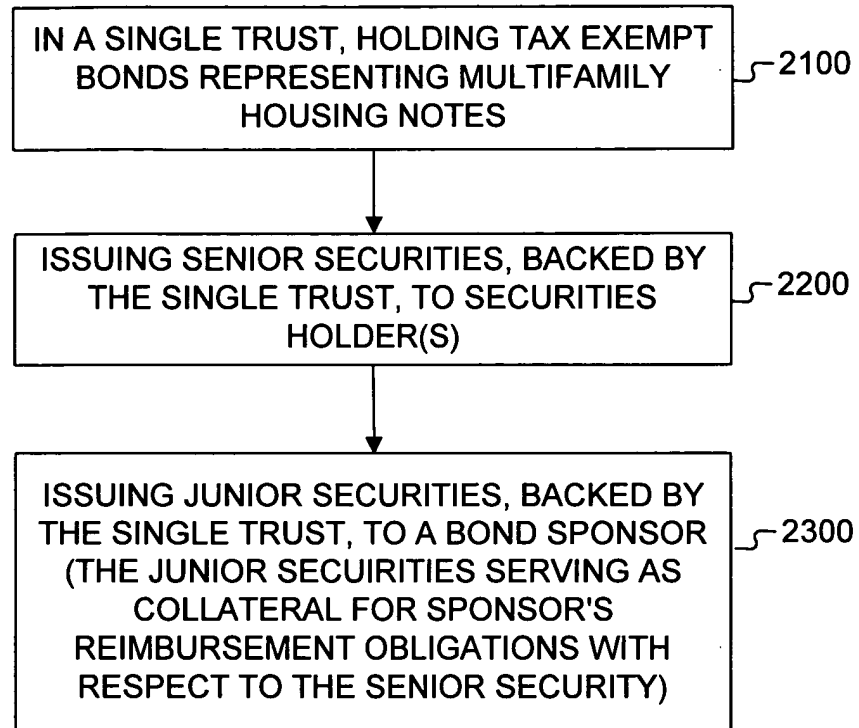 IN A SINGLE TRUST, HOLDING TAX EXEMPT
BONDS REPRESENTING MULTIFAMILY
HOUSING NOTES
2100
ISSUING SENIOR SECURITIES, BACKED BY
THE SINGLE TRUST, TO SECURITIES
HOLDER(S)
2200
ISSUING JUNIOR SECURITIES, BACKED BY
THE SINGLE TRUST, TO A BOND SPONSOR
(THE JUNIOR SECUIRITIES SERVING AS
COLLATERAL FOR SPONSOR'S
REIMBURSEMENT OBLIGATIONS WITH
RESPECT TO THE SENIOR SECURITY)
2300